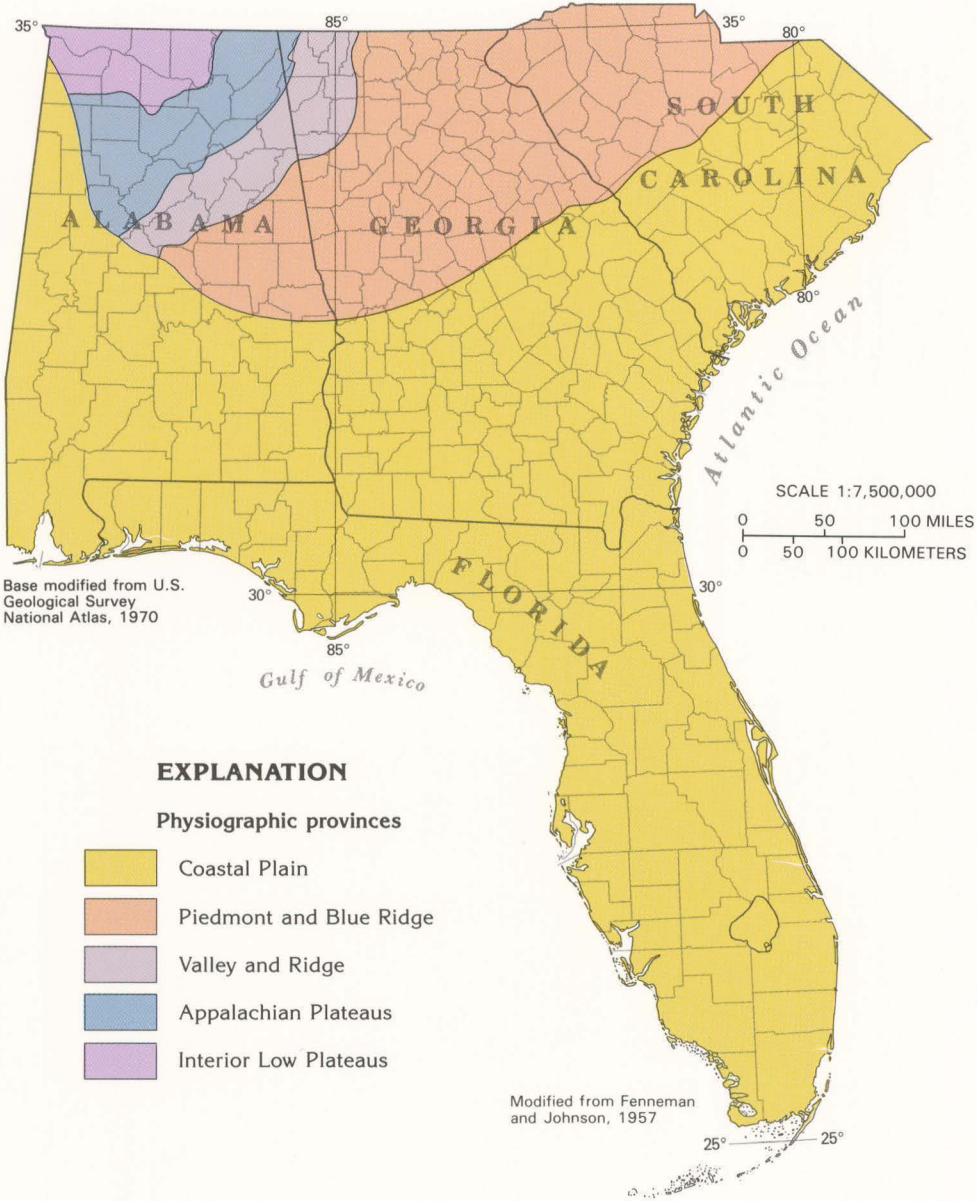 35°
85°
35°
80°
SOUTH
CAROLINA
ALABAMA
GEORGIA
80°
Atlantic Ocean
SCALE 1:7,500,000
0 50 100 MILES
0 50 100 KILOMETERS
FLORIDA
Base modified from U.S.
Geological Survey
National Atlas, 1970
30°
30°
85°
Gulf of Mexico
EXPLANATION
Physiographic provinces
Coastal Plain
Piedmont and Blue Ridge
Valley and Ridge
Appalachian Plateaus
Interior Low Plateaus
Modified from Fenneman
and Johnson, 1957
25°
25°